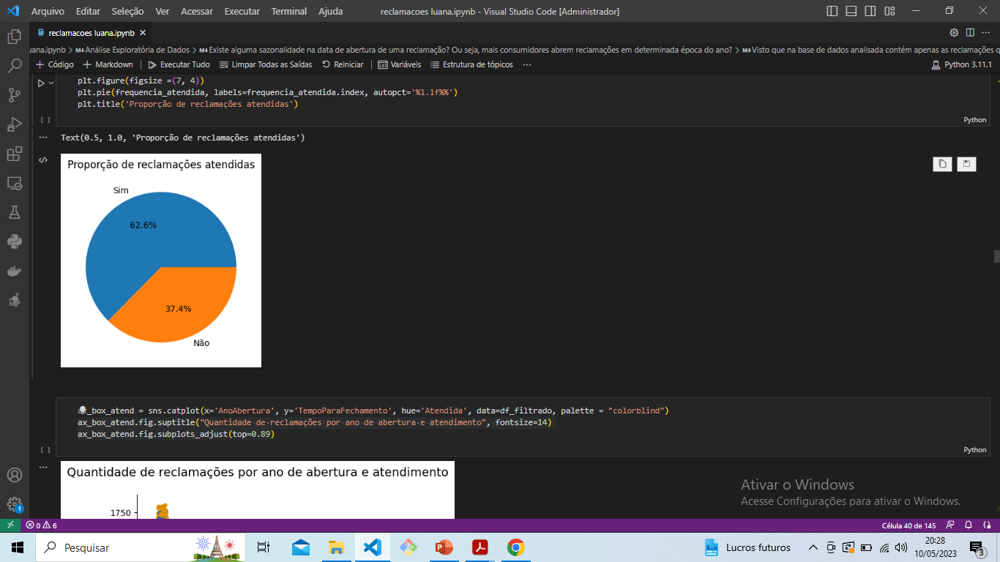 Arquivo Editar Seleção Ver Acessar Executar Terminal Ajuda reclamacoes luana.ipynb - Visual Studio Code [Administrador]
reclamacoes luana.ipynb
uana.ipynb > M↓Análise Exploratória de Dados > M↓Existe alguma sazonalidade na data de abertura de uma reclamação? Ou seja, mais consumidores abrem reclamações em determinada época do ano? > M↓Visto que na base de dados analisada contém apenas as reclamações q
Código Markdown Executar Tudo Limpar Todas as Saídas Reiniciar Variáveis Estrutura de tópicos ... Python 3.11.1
plt.figure(figsize =(7, 4))
plt.pie(frequencia_atendida, labels=frequencia_atendida.index, autopct='%1.1f%%')
plt.title('Proporção de reclamações atendidas')
[ ] Python
... Text(0.5, 1.0, 'Proporção de reclamações atendidas')
Proporção de reclamações atendidas
Sim
62.6%
37.4%
Não
ax_box_atend = sns.catplot(x='AnoAbertura', y='TempoParaFechamento', hue='Atendida', data=df_filtrado, palette = "colorblind")
ax_box_atend.fig.suptitle("Quantidade de reclamações por ano de abertura e atendimento", fontsize=14)
ax_box_atend.fig.subplots_adjust(top=0.89)
[ ] Python
...
Quantidade de reclamações por ano de abertura e atendimento
1750
Ativar o Windows
Acesse Configurações para ativar o Windows.
1
0 6 Célula 40 de 145
Pesquisar Lucros futuros 20:28
10/05/2023 3